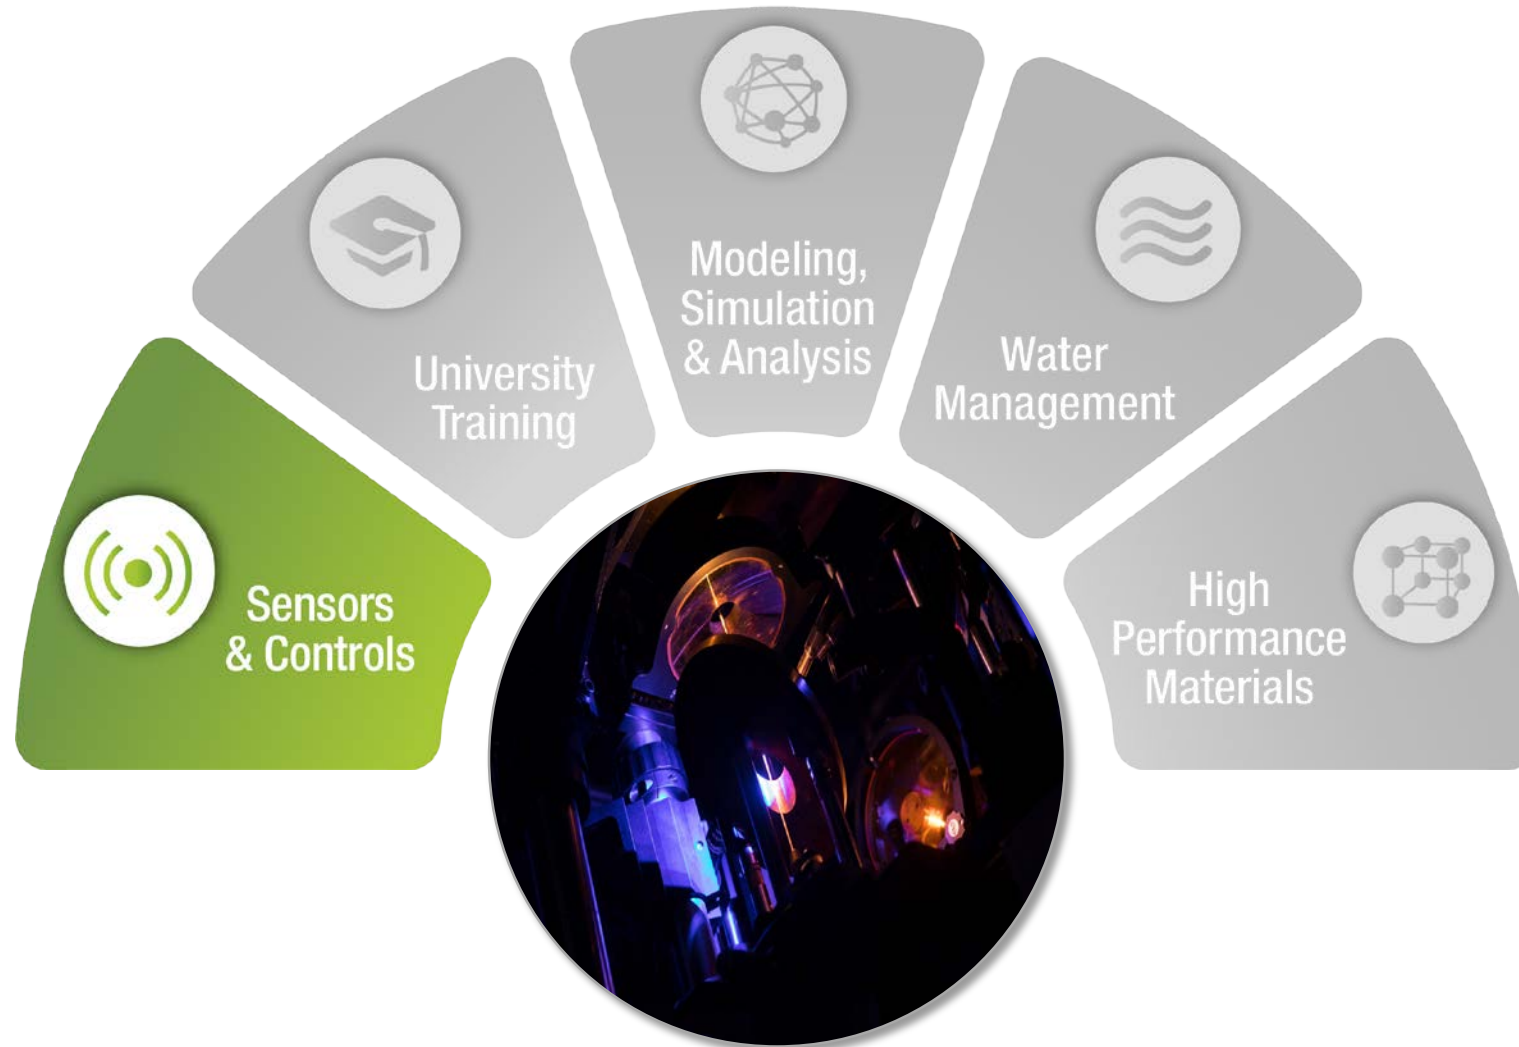 Sensors
& Controls
University
Training
Modeling,
Simulation
& Analysis
Water
Management
High
Performance
Materials